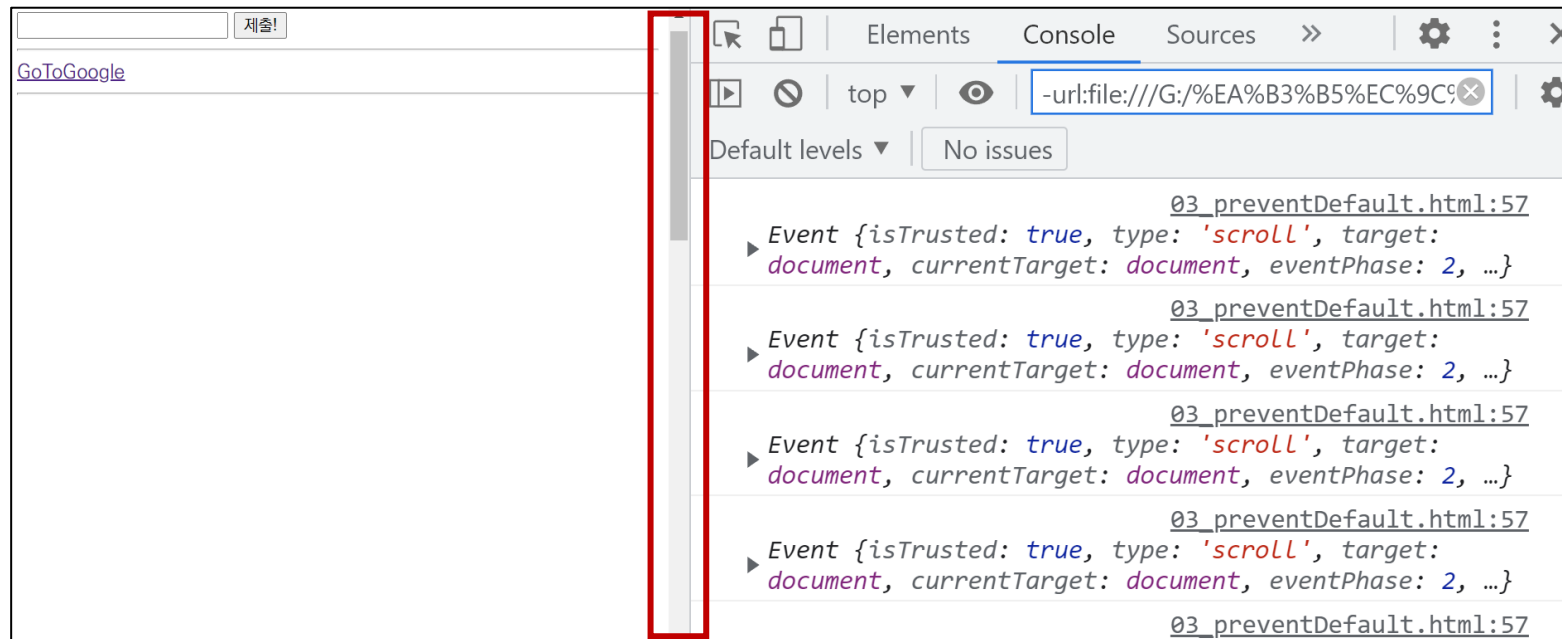 제출!
GoToGoogle
Elements Console Sources
top
-url:file:///G:/%EA%B3%B5%EC%9C%
Default levels
No issues
03_preventDefault.html:57
Event {isTrusted: true, type: 'scroll', target:
document, currentTarget: document, eventPhase: 2, …}
03_preventDefault.html:57
Event {isTrusted: true, type: 'scroll', target:
document, currentTarget: document, eventPhase: 2, …}
03_preventDefault.html:57
Event {isTrusted: true, type: 'scroll', target:
document, currentTarget: document, eventPhase: 2, …}
03_preventDefault.html:57
Event {isTrusted: true, type: 'scroll', target:
document, currentTarget: document, eventPhase: 2, …}
03_preventDefault.html:57